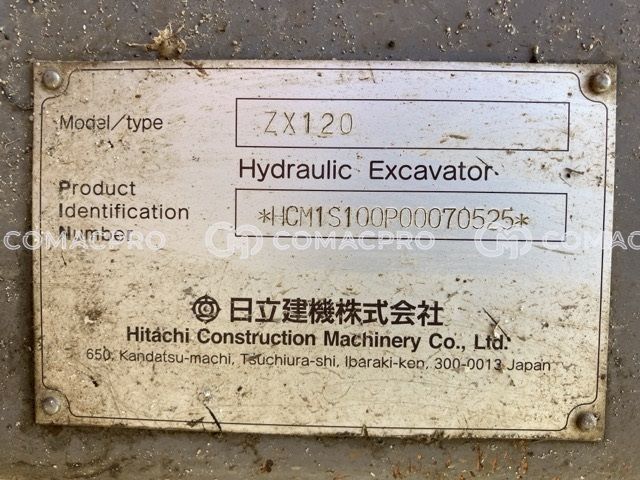 Model/type ZX120
Hydraulic Excavator
Product
Identification
Number
*HCM1S100P00070525*
COMACPRO COMACPRO COMACPRO
日立建機株式会社
Hitachi Construction Machinery Co., Ltd.
650, Kandatsu-machi, Tsuchiura-shi, Ibaraki-ken, 300-0013 Japan